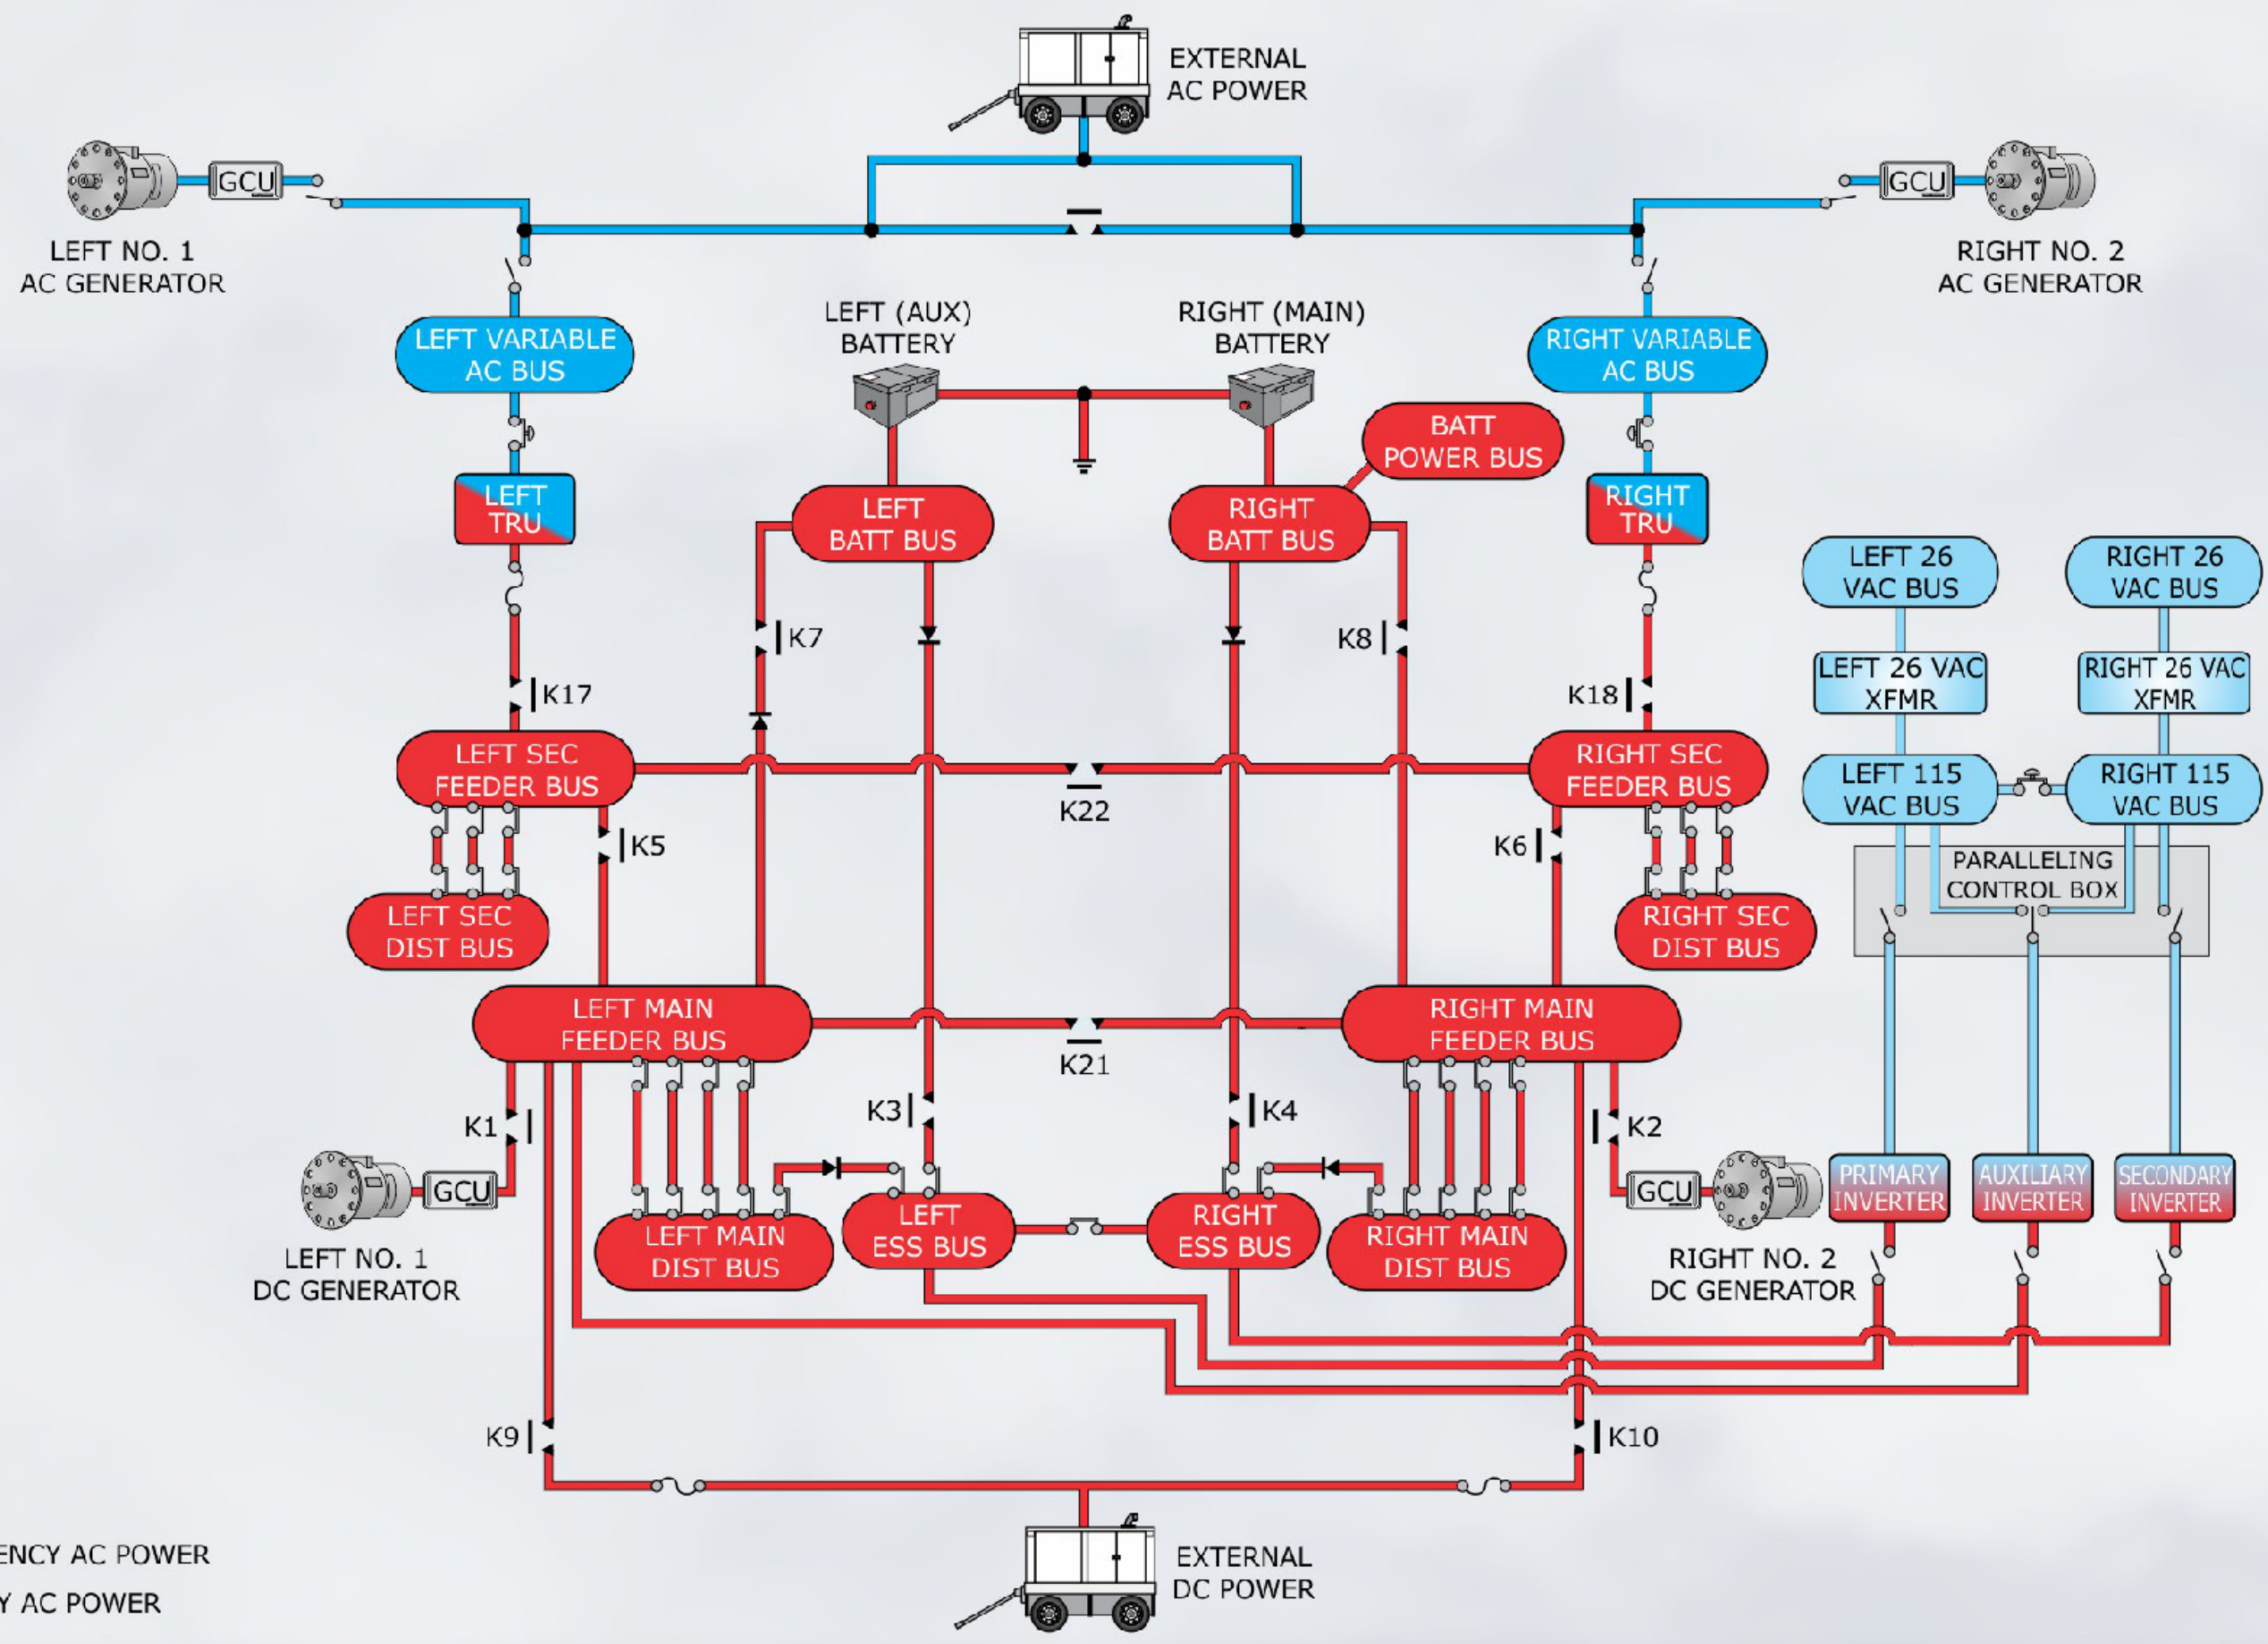 EXTERNAL
AC POWER
GCU
GCU
LEFT NO. 1
AC GENERATOR
RIGHT NO. 2
AC GENERATOR
LEFT (AUX)
BATTERY
RIGHT (MAIN)
BATTERY
LEFT VARIABLE
AC BUS
RIGHT VARIABLE
AC BUS
BATT
POWER BUS
LEFT
TRU
LEFT
BATT BUS
RIGHT
BATT BUS
RIGHT
TRU
LEFT 26
VAC BUS
RIGHT 26
VAC BUS
K7
K8
K17
K18
LEFT 26 VAC
XFMR
RIGHT 26 VAC
XFMR
LEFT SEC
FEEDER BUS
RIGHT SEC
FEEDER BUS
LEFT 115
VAC BUS
RIGHT 115
VAC BUS
K22
K5
K6
PARALLELING
CONTROL BOX
LEFT SEC
DIST BUS
RIGHT SEC
DIST BUS
LEFT MAIN
FEEDER BUS
RIGHT MAIN
FEEDER BUS
K21
K1
K3
K4
K2
GCU
GCU
PRIMARY
INVERTER
AUXILIARY
INVERTER
SECONDARY
INVERTER
LEFT MAIN
DIST BUS
LEFT
ESS BUS
RIGHT
ESS BUS
RIGHT MAIN
DIST BUS
LEFT NO. 1
DC GENERATOR
RIGHT NO. 2
DC GENERATOR
K9
K10
EXTERNAL
DC POWER
ENCY AC POWER
Y AC POWER